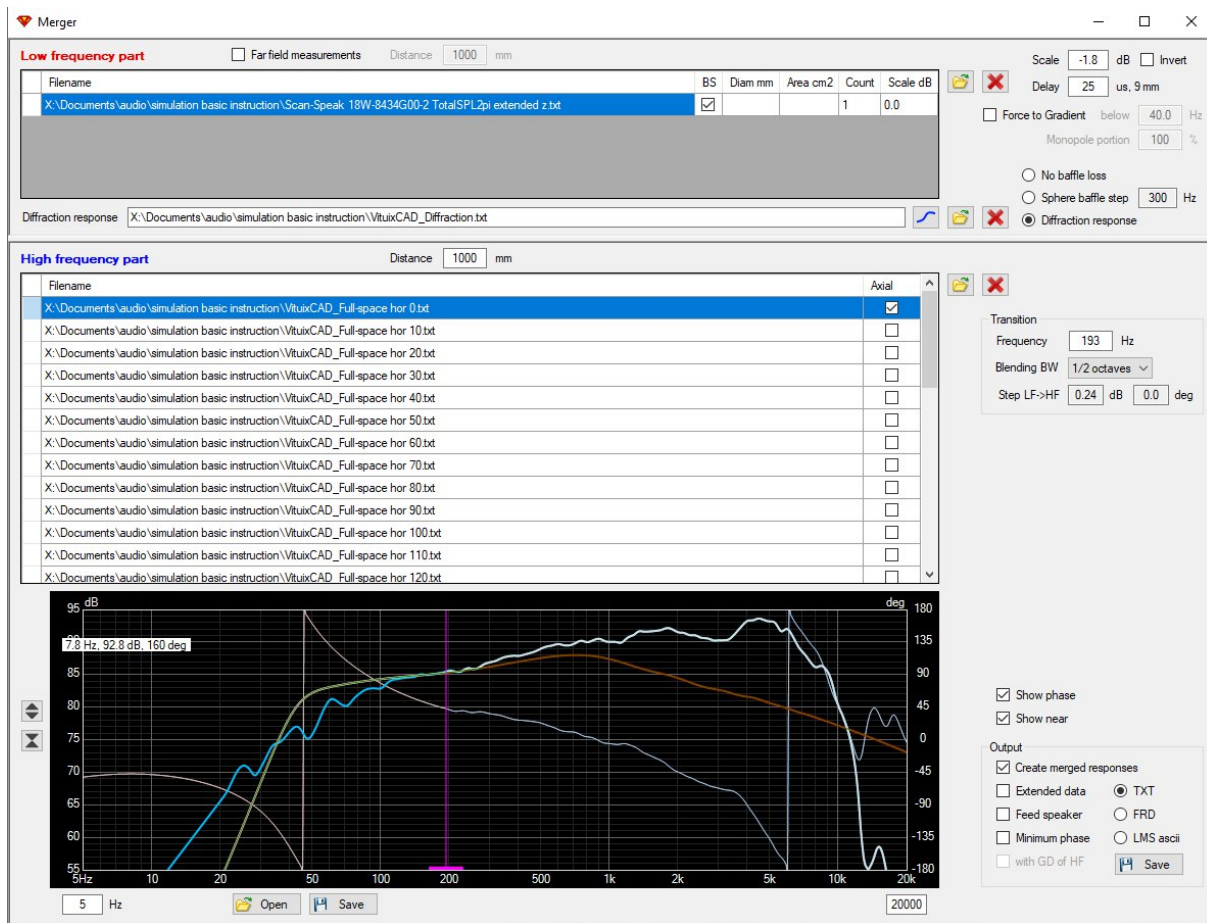 Merger
Low frequency part Far field measurements Distance 1000 mm
Scale -1.8 dB Invert
Filename BS Diam mm Area cm2 Count Scale dB
Delay 25 us, 9 mm
X:\Documents\audio\simulation basic instruction\Scan-Speak 18W-8434G00-2 TotalSPL2pi extended z.txt 1 0.0
Force to Gradient below 40.0 Hz
Monopole portion 100 %
No baffle loss
Sphere baffle step 300 Hz
Diffraction response X:\Documents\audio\simulation basic instruction\VituixCAD_Diffraction.txt
Diffraction response
High frequency part Distance 1000 mm
Filename Axial
X:\Documents\audio\simulation basic instruction\VituixCAD_Full-space hor 0.txt
X:\Documents\audio\simulation basic instruction\VituixCAD_Full-space hor 10.txt
X:\Documents\audio\simulation basic instruction\VituixCAD_Full-space hor 20.txt
X:\Documents\audio\simulation basic instruction\VituixCAD_Full-space hor 30.txt
X:\Documents\audio\simulation basic instruction\VituixCAD_Full-space hor 40.txt
X:\Documents\audio\simulation basic instruction\VituixCAD_Full-space hor 50.txt
X:\Documents\audio\simulation basic instruction\VituixCAD_Full-space hor 60.txt
X:\Documents\audio\simulation basic instruction\VituixCAD_Full-space hor 70.txt
X:\Documents\audio\simulation basic instruction\VituixCAD_Full-space hor 80.txt
X:\Documents\audio\simulation basic instruction\VituixCAD_Full-space hor 90.txt
X:\Documents\audio\simulation basic instruction\VituixCAD_Full-space hor 100.txt
X:\Documents\audio\simulation basic instruction\VituixCAD_Full-space hor 110.txt
X:\Documents\audio\simulation basic instruction\VituixCAD_Full-space hor 120.txt
Transition
Frequency 193 Hz
Blending BW 1/2 octaves
Step LF->HF 0.24 dB 0.0 deg
95 dB deg 180
7.8 Hz, 92.8 dB, 160 deg 135
85 90
80 45
75 0
70 -45
65 -90
60 -135
55 -180
5Hz 10 20 50 100 200 500 1k 2k 5k 10k 20k
5 Hz Open Save 20000
Show phase
Show near
Output
Create merged responses
Extended data TXT
Feed speaker FRD
Minimum phase LMS ascii
with GD of HF Save